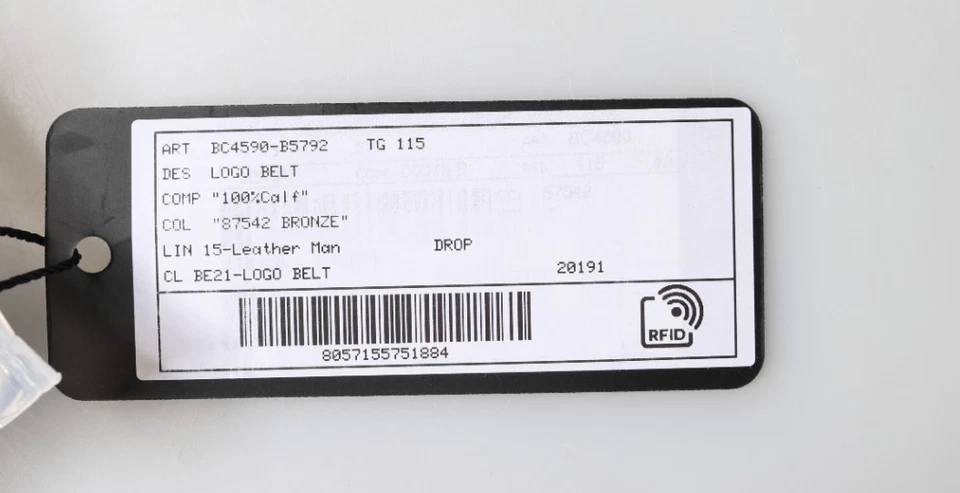 ART BC4590-B5792 TG 115
DES LOGO BELT
COMP "100%Calf"
COL "87542 BRONZE"
LIN 15-Leather Man DROP
CL BE21-LOGO BELT 20191
8057155751884
RFID